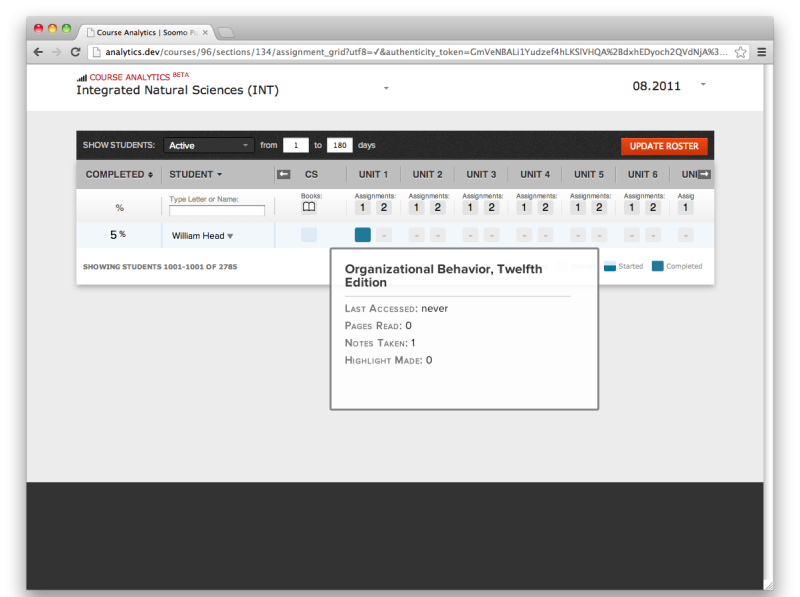 Course Analytics | Soomo Pu
analytics.dev/courses/96/sections/134/assignment_grid?utf8=✓&authenticity_token=GmVeNBALi1Yudzef4hLKSlVHQA%2BdxhEDyoch2QVdNjA%3...
COURSE ANALYTICS BETA
Integrated Natural Sciences (INT)
08.2011
SHOW STUDENTS: Active from 1 to 180 days UPDATE ROSTER
COMPLETED STUDENT CS UNIT 1 UNIT 2 UNIT 3 UNIT 4 UNIT 5 UNIT 6 UNI
Type Letter or Name: Books: Assignments: Assignments: Assignments: Assignments: Assignments: Assignments: Assig
% 1 2 1 2 1 2 1 2 1 2 1 2 1
5 % William Head - - - - - - - - - - - -
SHOWING STUDENTS 1001-1001 OF 2785 Started Completed
Organizational Behavior, Twelfth
Edition
LAST ACCESSED: never
PAGES READ: 0
NOTES TAKEN: 1
HIGHLIGHT MADE: 0